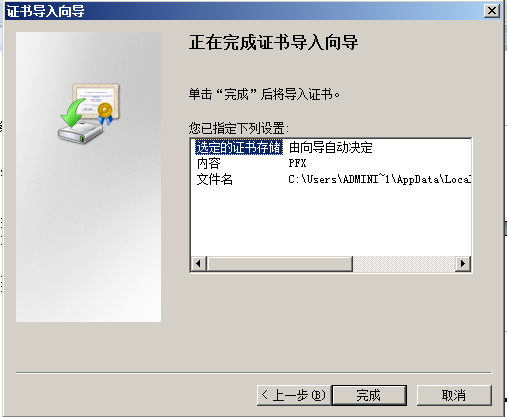 证书导入向导
正在完成证书导入向导
单击“完成”后将导入证书。
您已指定下列设置:
选定的证书存储 由向导自动决定
内容 PFX
文件名 C:\Users\ADMINI~1\AppData\Local
< 上一步(B) 完成 取消